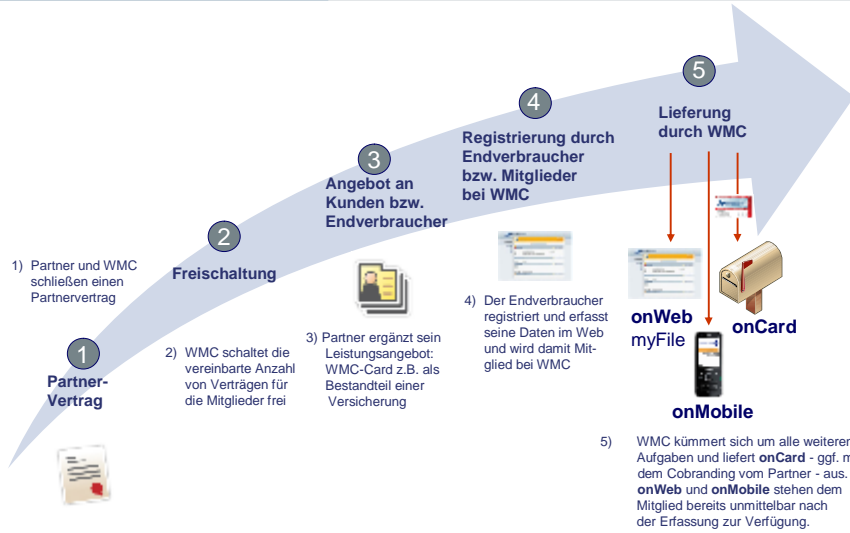 1
Partner-
Vertrag
1) Partner und WMC
schließen einen
Partnervertrag
2
Freischaltung
2) WMC schaltet die
vereinbarte Anzahl
von Verträgen für
die Mitglieder frei
3
Angebot an
Kunden bzw.
Endverbraucher
3) Partner ergänzt sein
Leistungsangebot:
WMC-Card z.B. als
Bestandteil einer
Versicherung
4
Registrierung durch
Endverbraucher
bzw. Mitglieder
bei WMC
4) Der Endverbraucher
registriert und erfasst
seine Daten im Web
und wird damit Mit-
glied bei WMC
5
Lieferung
durch WMC
onWeb
myFile
onCard
onMobile
5) WMC kümmert sich um alle weiteren
Aufgaben und liefert onCard - ggf. m
dem Cobranding vom Partner - aus.
onWeb und onMobile stehen dem
Mitglied bereits unmittelbar nach
der Erfassung zur Verfügung.